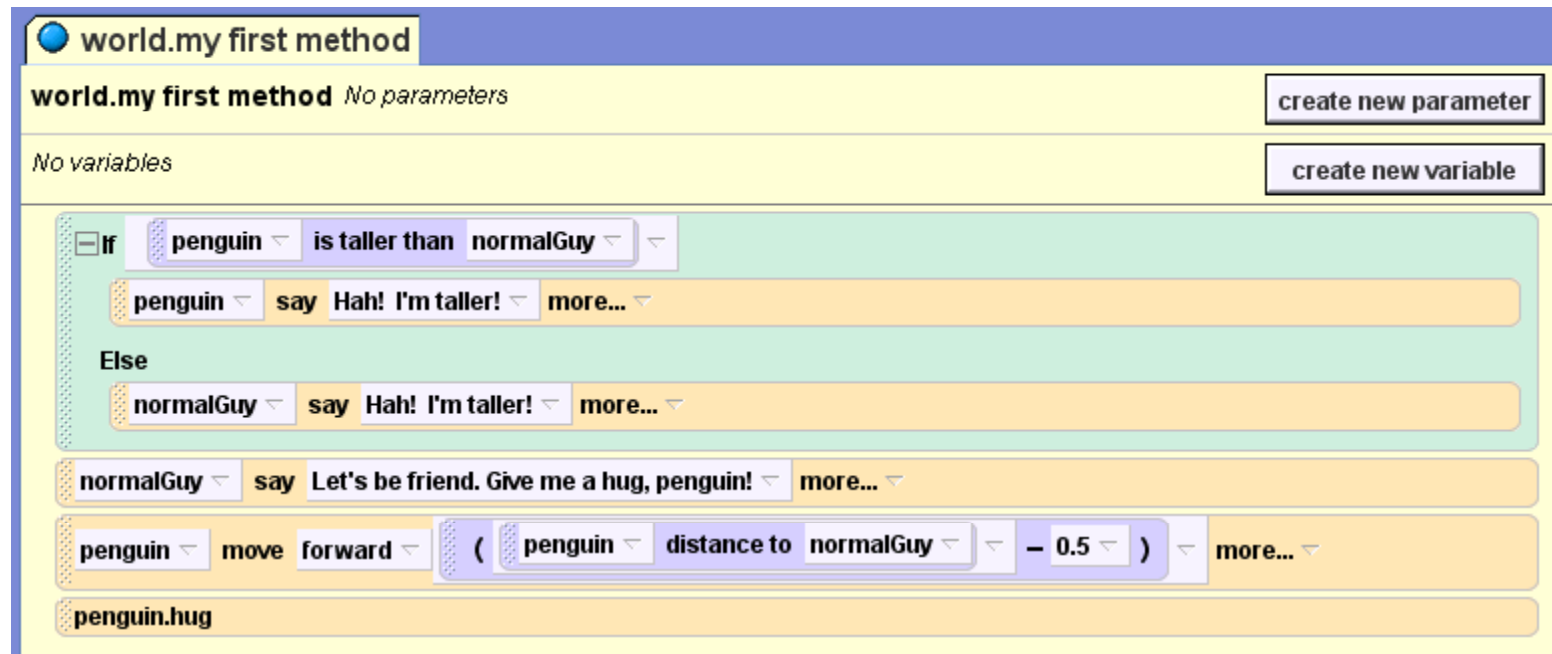 world.my first method
world.my first method No parameters create new parameter
No variables create new variable
If penguin is taller than normalGuy
penguin say Hah! I'm taller! more...
Else
normalGuy say Hah! I'm taller! more...
normalGuy say Let's be friend. Give me a hug, penguin! more...
penguin move forward ( penguin distance to normalGuy – 0.5 ) more...
penguin.hug